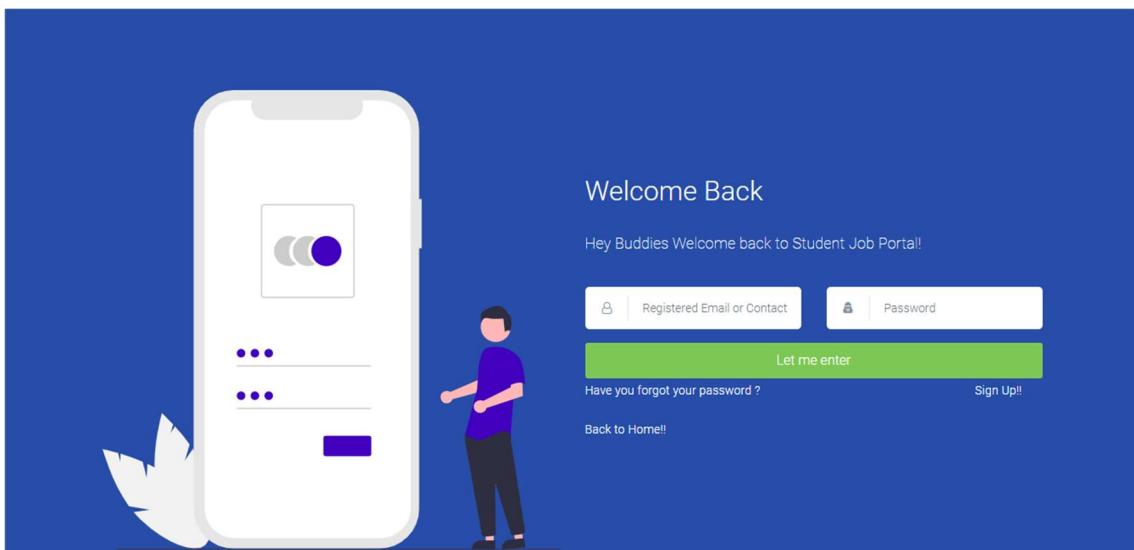 Welcome Back
Hey Buddies Welcome back to Student Job Portal!
Registered Email or Contact
Password
Let me enter
Have you forgot your password ?
Sign Up!!
Back to Home!!